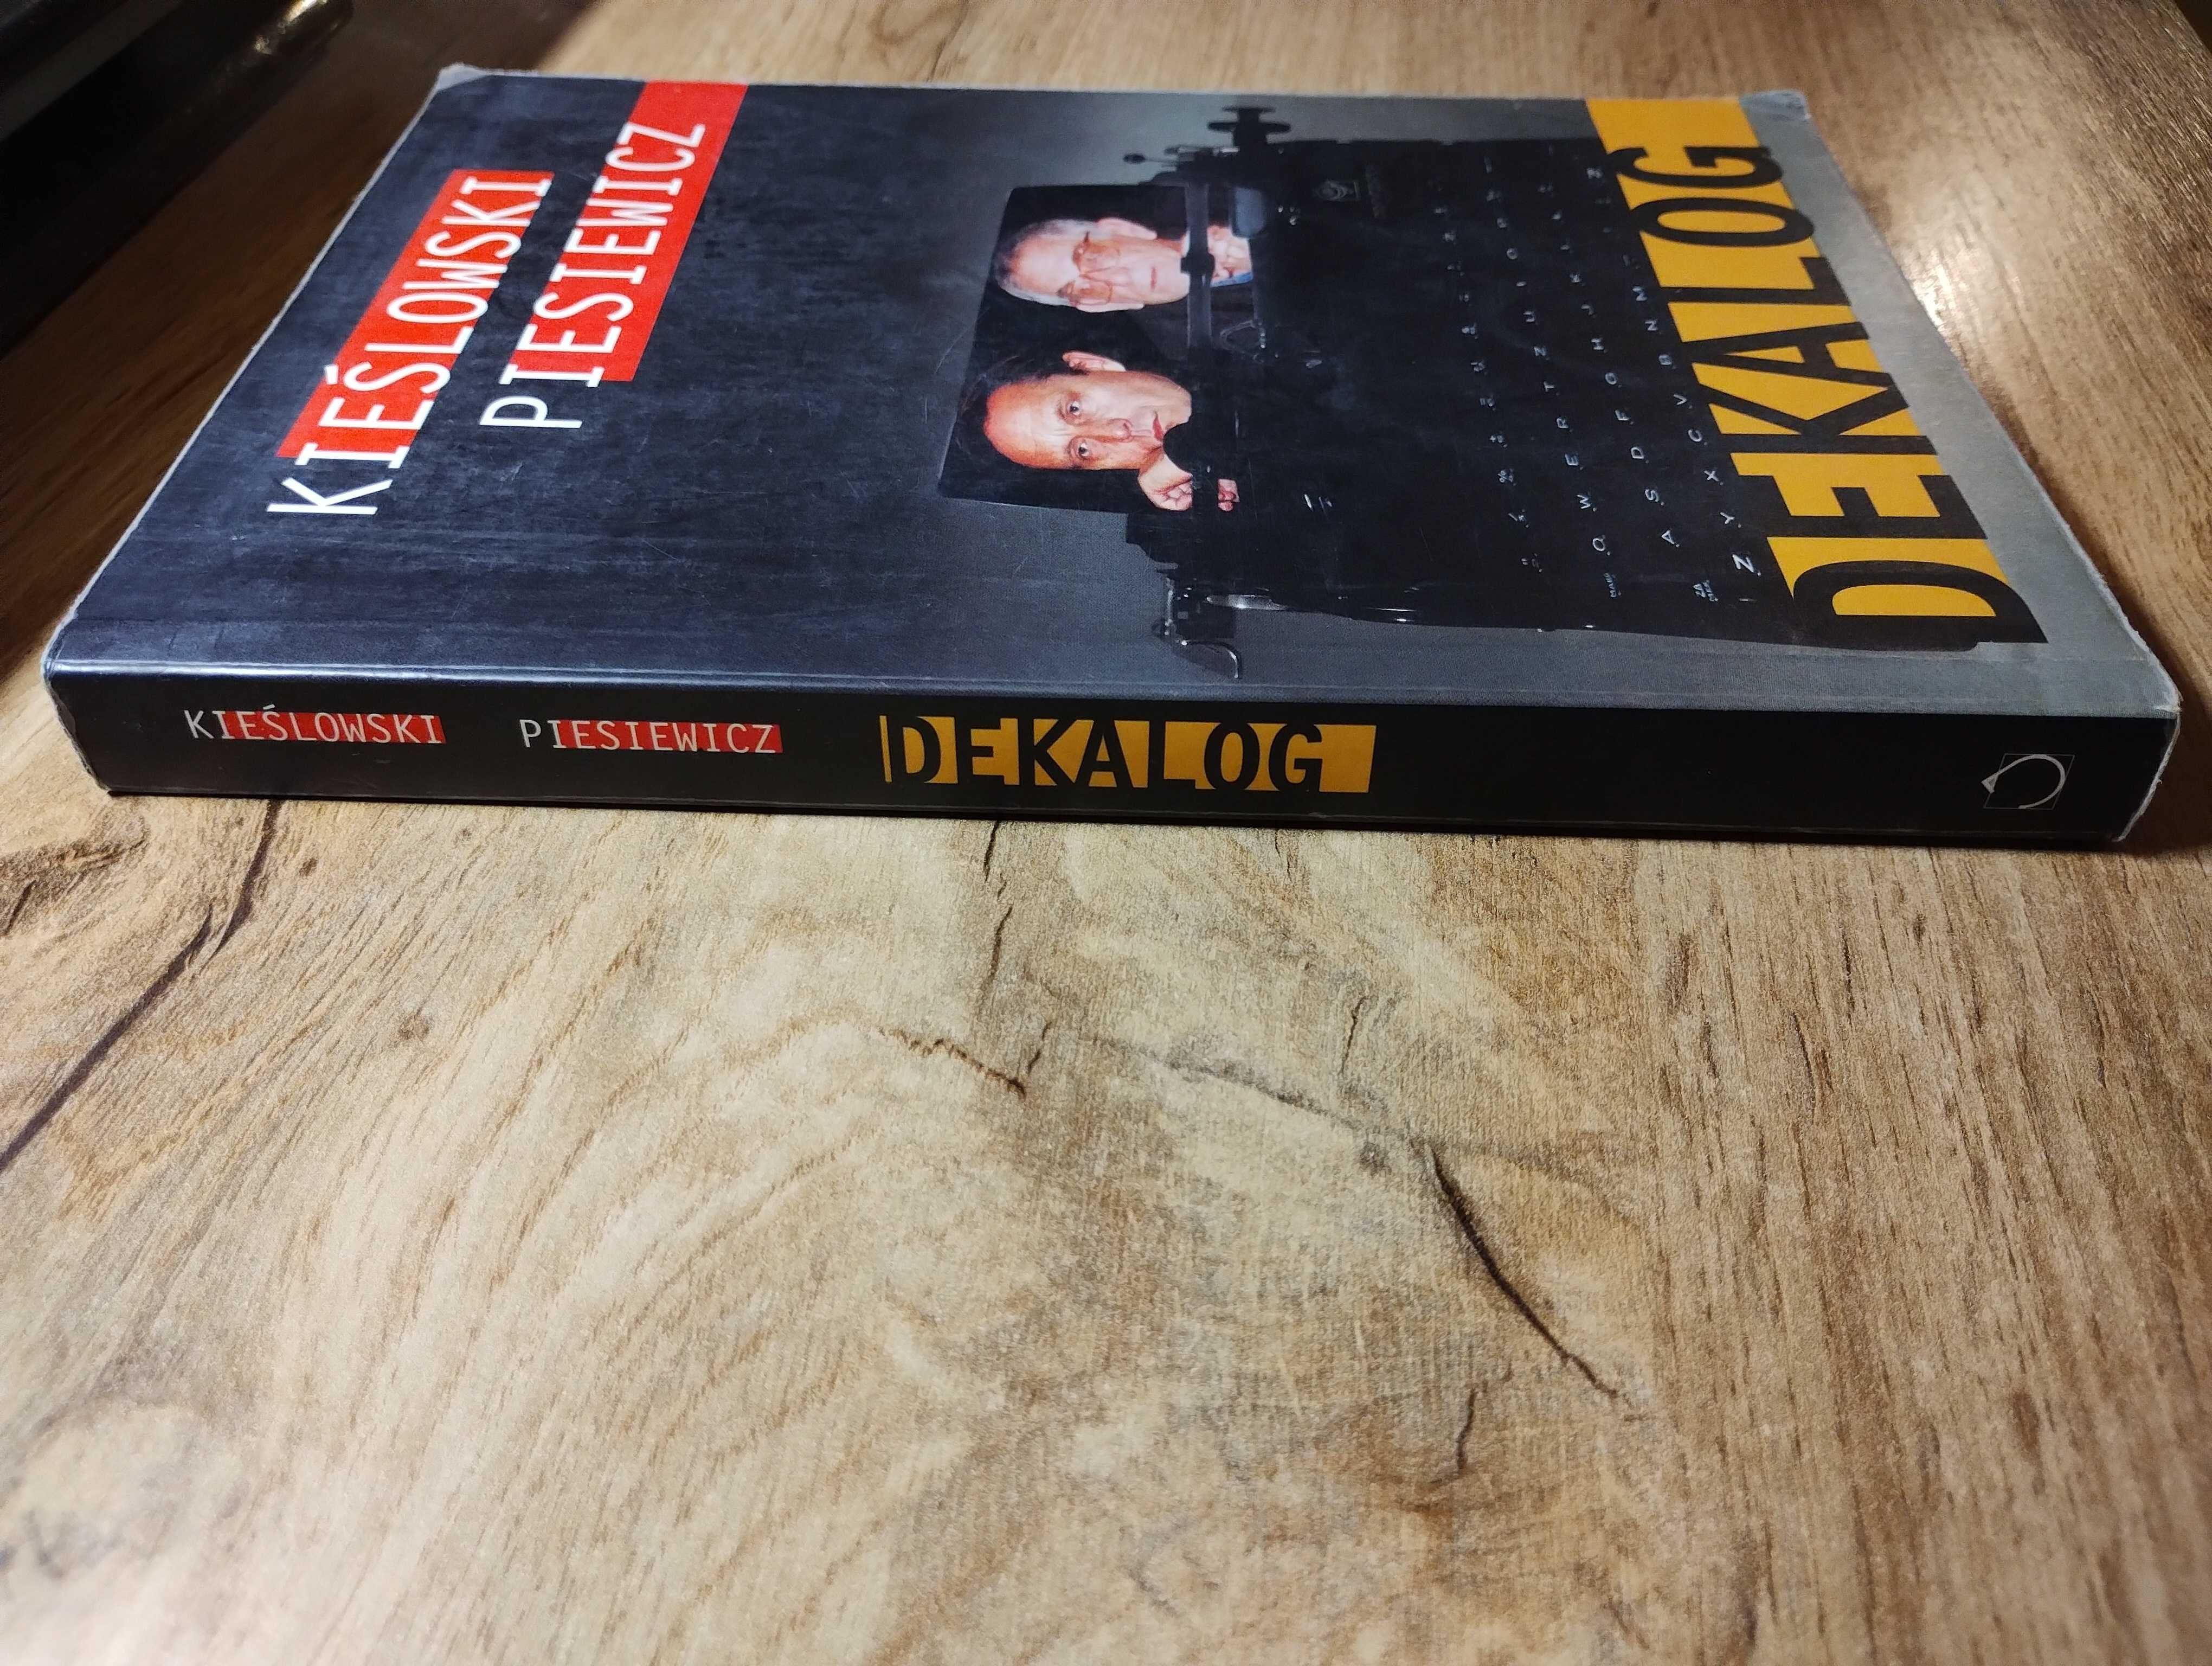 KIEŚLOWSKI
PIESIEWICZ
Q W E R T Z U I O
A S D F G H J K L
Y X C V B N M
DEKALOG
KIEŚLOWSKI PIESIEWICZ DEKALOG